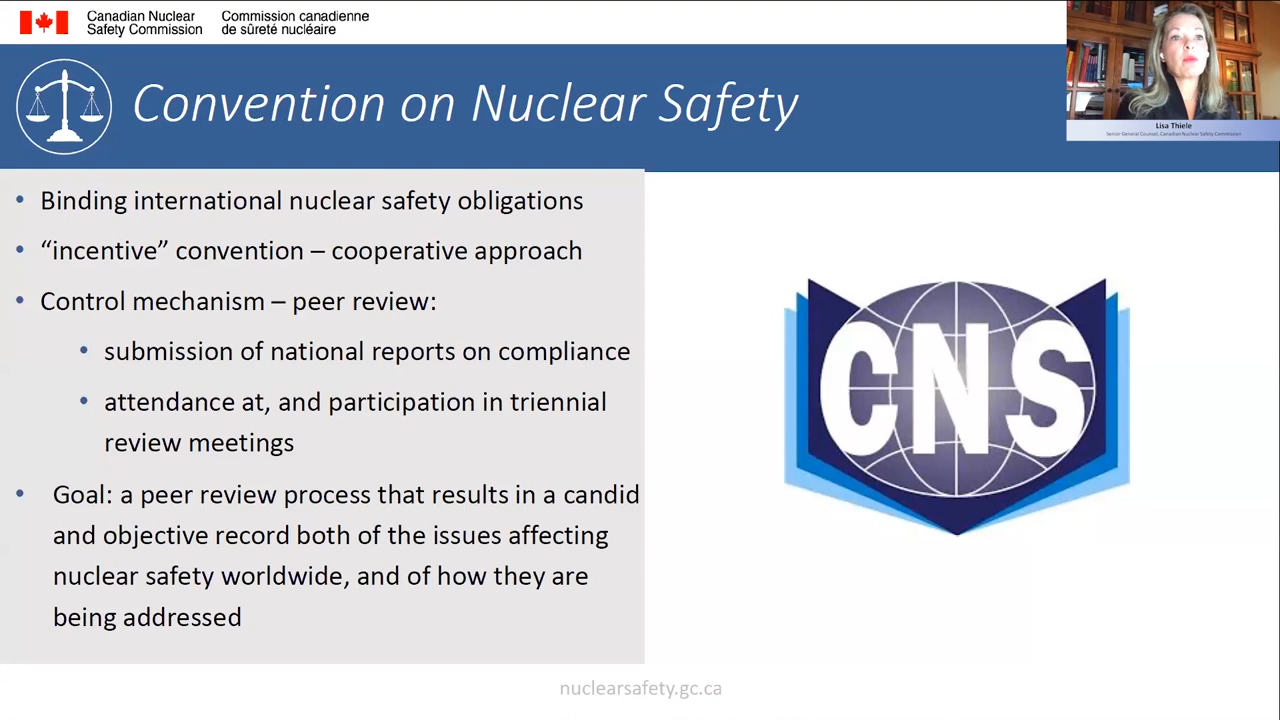 Canadian Nuclear
Safety Commission
Commission canadienne
de sûreté nucléaire
Lisa Thiele
Senior General Counsel, Canadian Nuclear Safety Commission
Convention on Nuclear Safety
• Binding international nuclear safety obligations
• “incentive” convention – cooperative approach
• Control mechanism – peer review:
• submission of national reports on compliance
• attendance at, and participation in triennial
review meetings
• Goal: a peer review process that results in a candid
and objective record both of the issues affecting
nuclear safety worldwide, and of how they are
being addressed
CNS
nuclearsafety.gc.ca